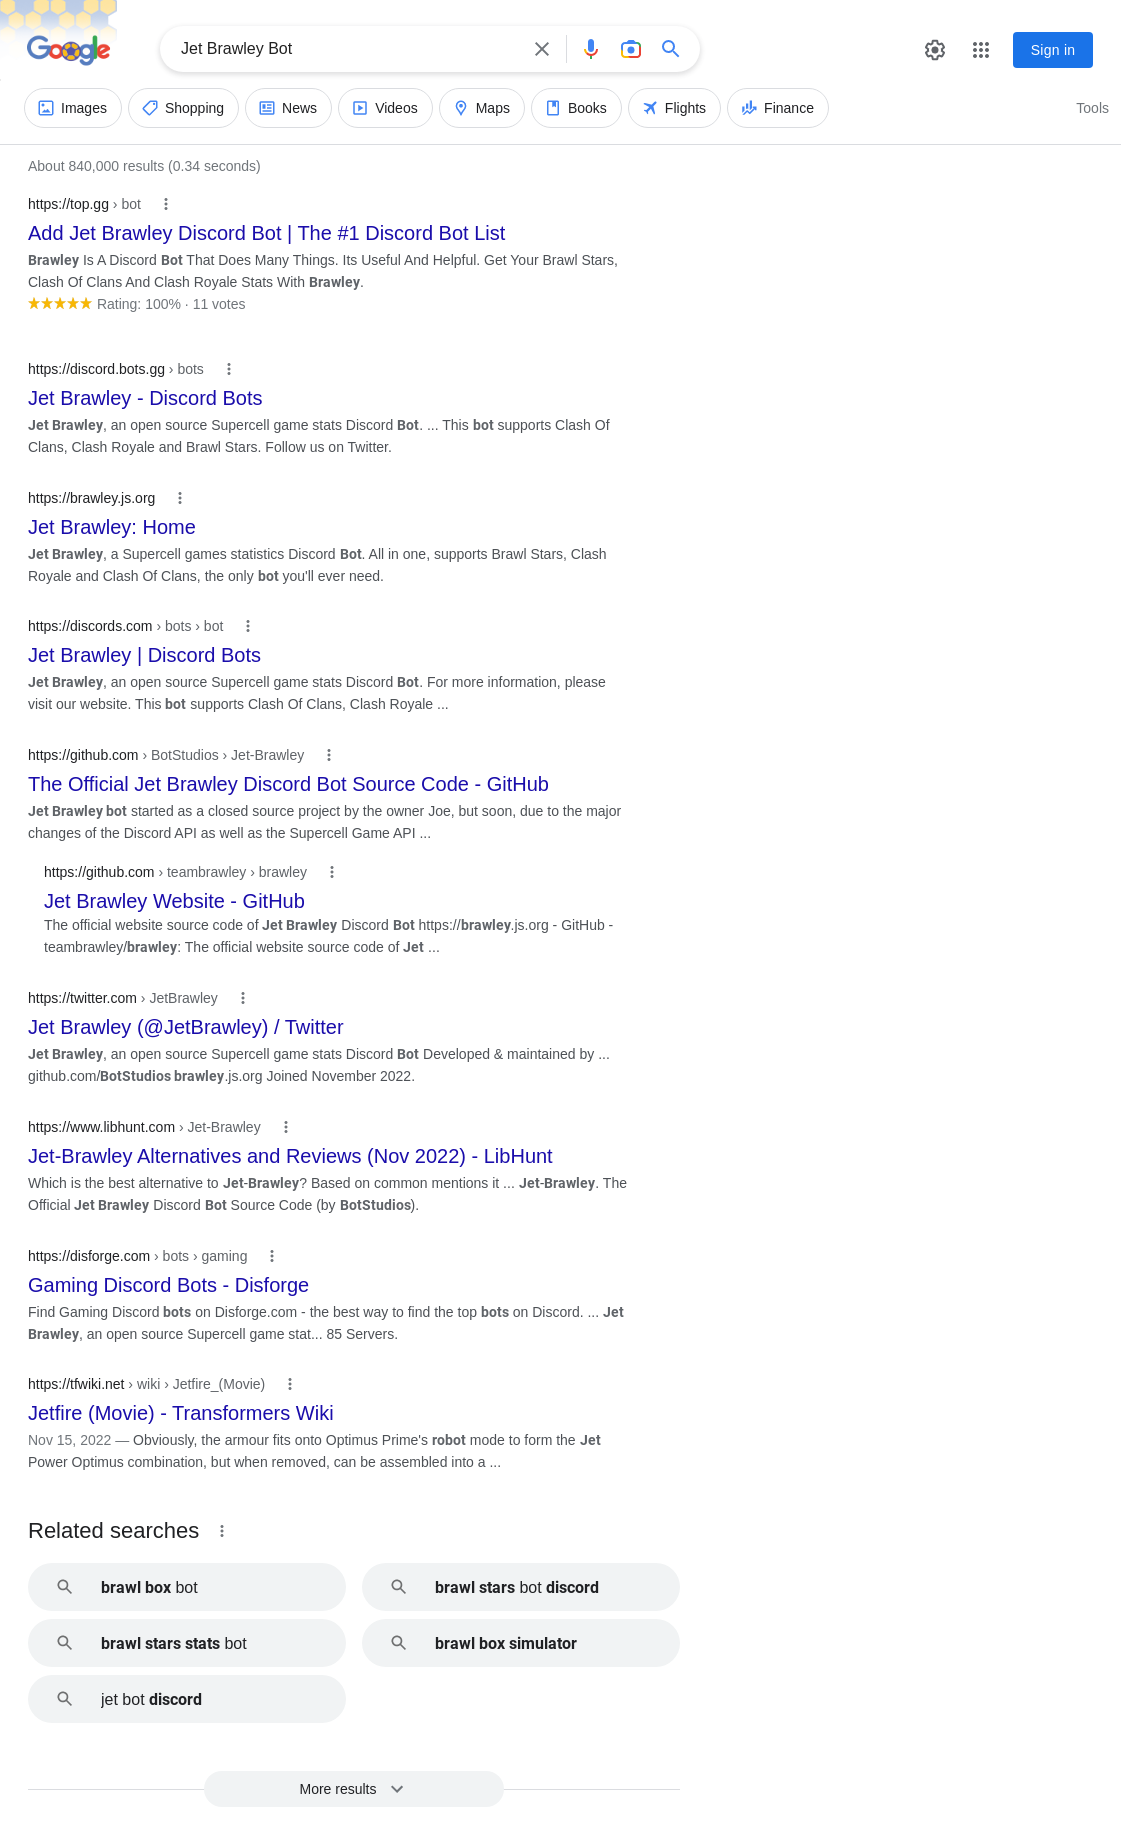 Google
Jet Brawley Bot
Sign in
Images Shopping News Videos Maps Books Flights Finance Tools
About 840,000 results (0.34 seconds)
https://top.gg › bot
Add Jet Brawley Discord Bot | The #1 Discord Bot List
Brawley Is A Discord Bot That Does Many Things. Its Useful And Helpful. Get Your Brawl Stars,
Clash Of Clans And Clash Royale Stats With Brawley.
Rating: 100% · 11 votes
https://discord.bots.gg › bots
Jet Brawley - Discord Bots
Jet Brawley, an open source Supercell game stats Discord Bot. ... This bot supports Clash Of
Clans, Clash Royale and Brawl Stars. Follow us on Twitter.
https://brawley.js.org
Jet Brawley: Home
Jet Brawley, a Supercell games statistics Discord Bot. All in one, supports Brawl Stars, Clash
Royale and Clash Of Clans, the only bot you'll ever need.
https://discords.com › bots › bot
Jet Brawley | Discord Bots
Jet Brawley, an open source Supercell game stats Discord Bot. For more information, please
visit our website. This bot supports Clash Of Clans, Clash Royale ...
https://github.com › BotStudios › Jet-Brawley
The Official Jet Brawley Discord Bot Source Code - GitHub
Jet Brawley bot started as a closed source project by the owner Joe, but soon, due to the major
changes of the Discord API as well as the Supercell Game API ...
https://github.com › teambrawley › brawley
Jet Brawley Website - GitHub
The official website source code of Jet Brawley Discord Bot https://brawley.js.org - GitHub -
teambrawley/brawley: The official website source code of Jet ...
https://twitter.com › JetBrawley
Jet Brawley (@JetBrawley) / Twitter
Jet Brawley, an open source Supercell game stats Discord Bot Developed & maintained by ...
github.com/BotStudios brawley.js.org Joined November 2022.
https://www.libhunt.com › Jet-Brawley
Jet-Brawley Alternatives and Reviews (Nov 2022) - LibHunt
Which is the best alternative to Jet-Brawley? Based on common mentions it ... Jet-Brawley. The
Official Jet Brawley Discord Bot Source Code (by BotStudios).
https://disforge.com › bots › gaming
Gaming Discord Bots - Disforge
Find Gaming Discord bots on Disforge.com - the best way to find the top bots on Discord. ... Jet
Brawley, an open source Supercell game stat... 85 Servers.
https://tfwiki.net › wiki › Jetfire_(Movie)
Jetfire (Movie) - Transformers Wiki
Nov 15, 2022 — Obviously, the armour fits onto Optimus Prime's robot mode to form the Jet
Power Optimus combination, but when removed, can be assembled into a ...
Related searches
brawl box bot
brawl stars bot discord
brawl stars stats bot
brawl box simulator
jet bot discord
More results